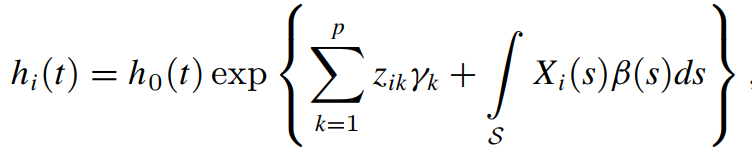 h_i(t) = h_0(t) exp { ∑_{k=1}^{p} z_{ik}γ_k + ∫_𝒮 X_i(s)β(s)ds } ,